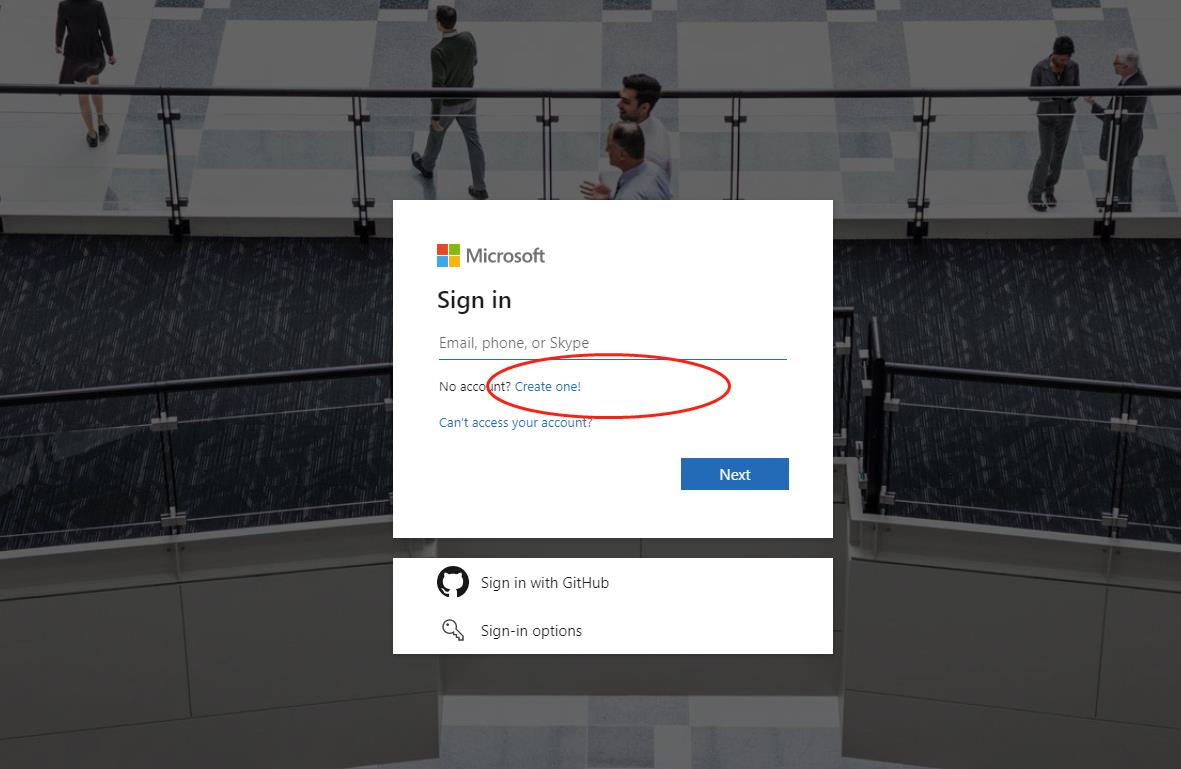 Microsoft
Sign in
Email, phone, or Skype
No account? Create one!
Can't access your account?
Next
Sign in with GitHub
Sign-in options